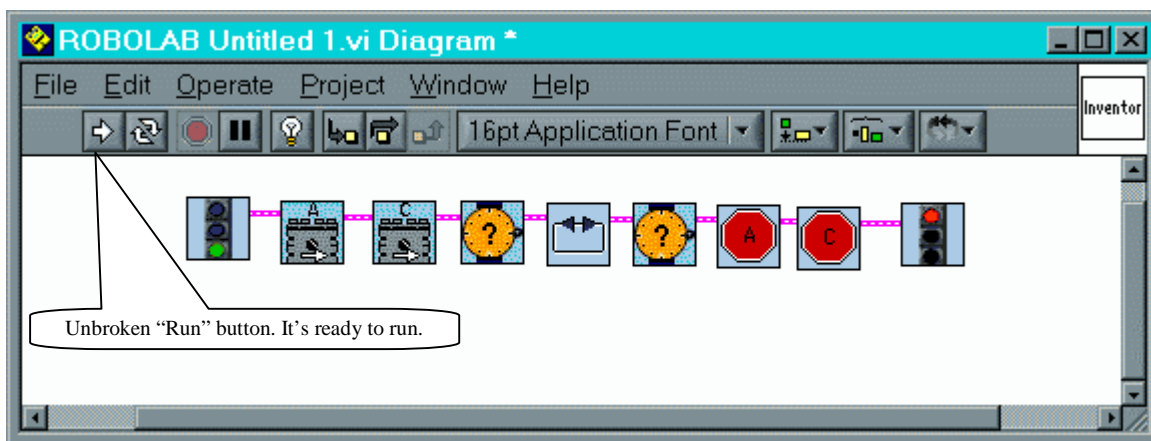 ROBOLAB Untitled 1.vi Diagram *
File Edit Operate Project Window Help
Inventor
16pt Application Font
A C ? ? A C
Unbroken “Run” button. It’s ready to run.